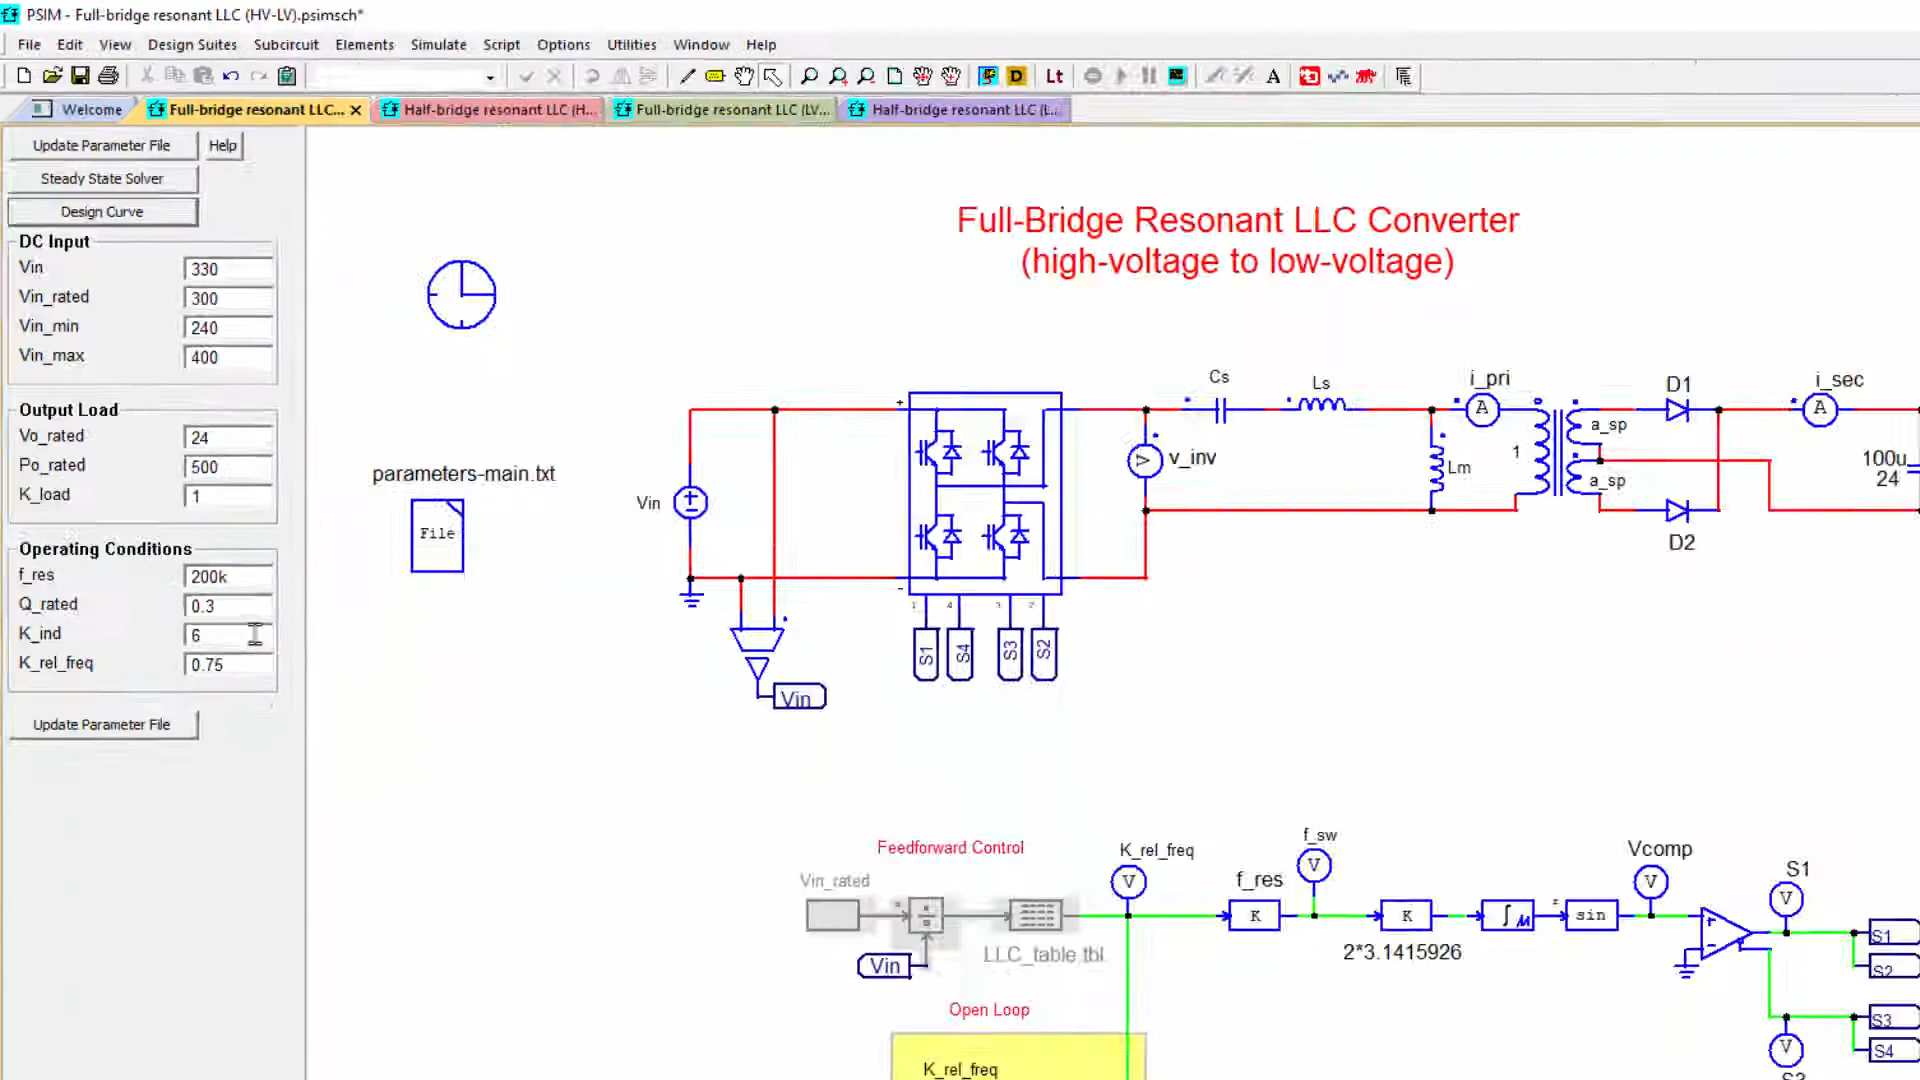 PSIM - Full-bridge resonant LLC (HV-LV).psimsch*
File Edit View Design Suites Subcircuit Elements Simulate Script Options Utilities Window Help
D Lt A
Welcome Full-bridge resonant LLC... Half-bridge resonant LLC (H... Full-bridge resonant LLC (LV... Half-bridge resonant LLC (L...
Update Parameter File Help
Steady State Solver
Design Curve
DC Input
Vin 330
Vin_rated 300
Vin_min 240
Vin_max 400
Output Load
Vo_rated 24
Po_rated 500
K_load 1
Operating Conditions
f_res 200k
Q_rated 0.3
K_ind 6
K_rel_freq 0.75
Update Parameter File
Full-Bridge Resonant LLC Converter
(high-voltage to low-voltage)
parameters-main.txt
File
Vin
+
-
1 4 3 2
S1 S4 S3 S2
Vin
V v_inv
Cs
Ls
Lm
i_pri
A
1
a_sp
a_sp
D1
D2
i_sec
A
100u
24
Feedforward Control
Vin_rated
Vin
LLC_table.tbl
Open Loop
K_rel_freq
K_rel_freq
V
f_res
K
f_sw
V
K
2*3.1415926
sin
Vcomp
V
S1
V
S1
S2
S3
S4
V
S3